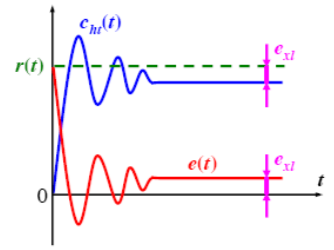 c_ht(t)
r(t)
e_xl
e(t)
e_xl
0
t